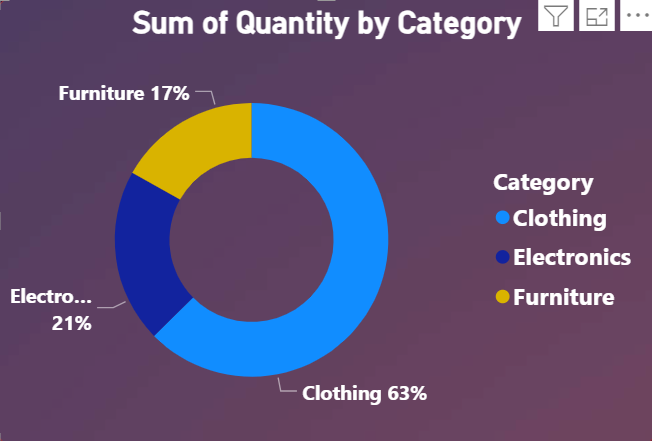 Sum of Quantity by Category
Furniture 17%
Category
Clothing
Electronics
Furniture
Electro...
21%
Clothing 63%